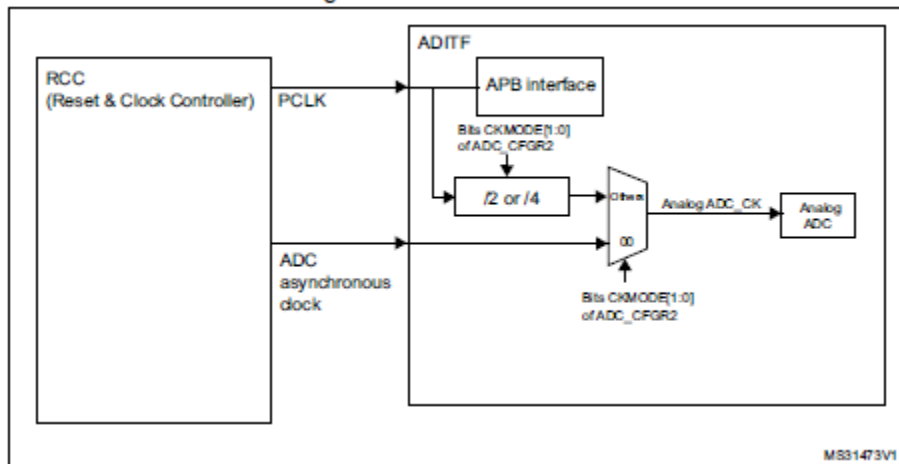 ADITF
RCC
(Reset & Clock Controller)
PCLK
APB interface
Bits CKMODE[1:0]
of ADC_CFGR2
/2 or /4
Others
Analog ADC_CK
Analog
ADC
00
ADC
asynchronous
clock
Bits CKMODE[1:0]
of ADC_CFGR2
MS31473V1